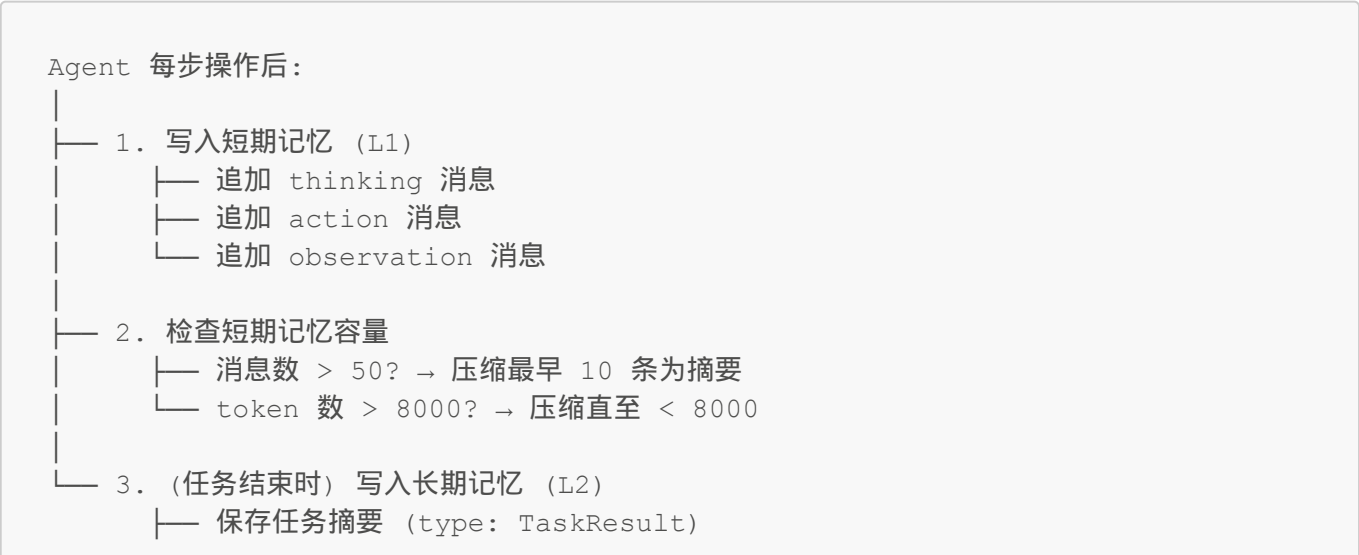 Agent 每步操作后:
│
├── 1. 写入短期记忆 (L1)
│     ├── 追加 thinking 消息
│     ├── 追加 action 消息
│     └── 追加 observation 消息
│
├── 2. 检查短期记忆容量
│     ├── 消息数 > 50? → 压缩最早 10 条为摘要
│     └── token 数 > 8000? → 压缩直至 < 8000
│
└── 3. (任务结束时) 写入长期记忆 (L2)
      ├── 保存任务摘要 (type: TaskResult)